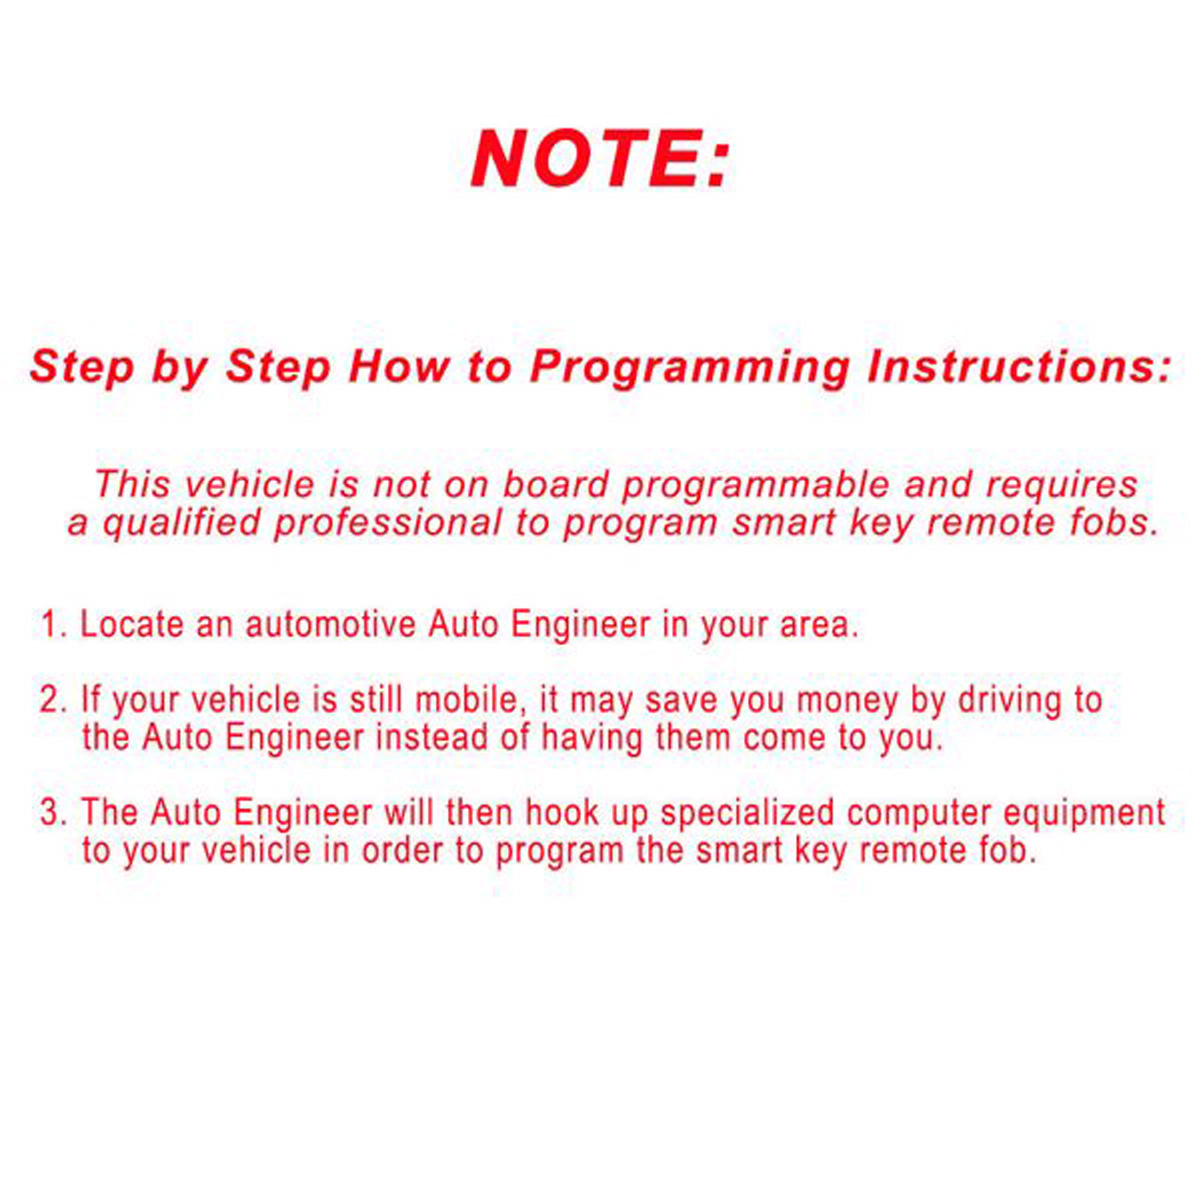 NOTE:
Step by Step How to Programming Instructions:
This vehicle is not on board programmable and requires
a qualified professional to program smart key remote fobs.
1. Locate an automotive Auto Engineer in your area.
2. If your vehicle is still mobile, it may save you money by driving to
the Auto Engineer instead of having them come to you.
3. The Auto Engineer will then hook up specialized computer equipment
to your vehicle in order to program the smart key remote fob.